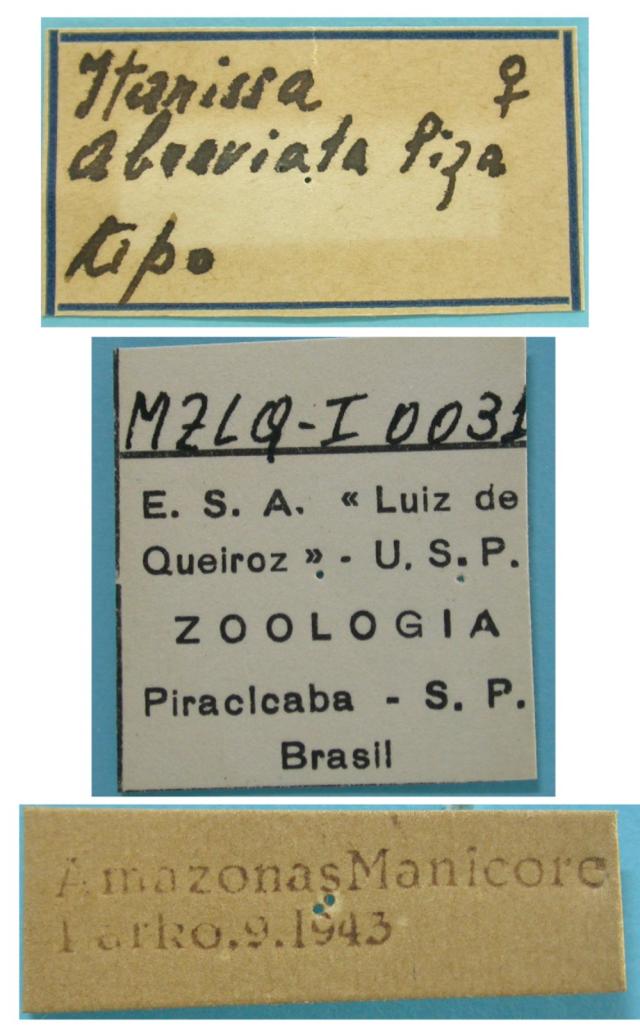 Itarissa ♀
Abreviata Piza
tipo
MZLQ-I 0031
E. S. A. « Luiz de
Queiroz » - U. S. P.
ZOOLOGIA
Piracicaba - S. P.
Brasil
Amazonas Manicore
Parko.9.1943